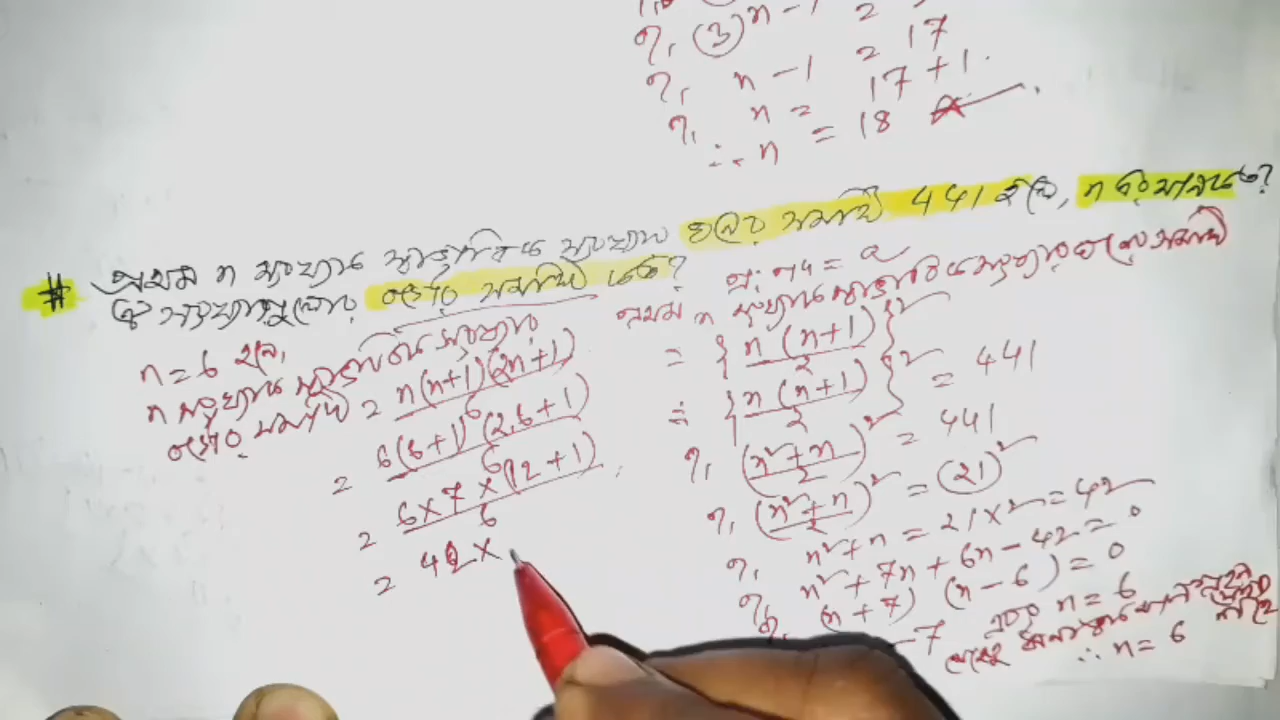 বা, (3)^n-1 =
বা, n - 1 = 17
বা, n = 17 + 1
∴ n = 18
# প্রথম n সংখ্যক স্বাভাবিক সংখ্যার ঘনের সমষ্টি 441 হলে, n এর মান কত?
ঐ সংখ্যাগুলোর বর্গের সমষ্টি কত?
n = 6 হলে,
n সংখ্যক স্বাভাবিক সংখ্যার
বর্গের সমষ্টি = n(n+1)(2n+1)/6
= 6(6+1)(2.6+1)/6
= 6×7×(12+1)/6
= 42×
প্রথম n সংখ্যক স্বাভাবিক সংখ্যার ঘনের সমষ্টি
= {n(n+1)/2}²
∴ {n(n+1)/2}² = 441
বা, (n²+n/2)² = 441
বা, (n²+n/2)² = (21)²
বা, n²+n = 21×2 = 42
বা, n²+7n+6n-42 = 0
বা, (n+7)(n-6) = 0
-7 এবং n = 6
যেহেতু
∴ n = 6